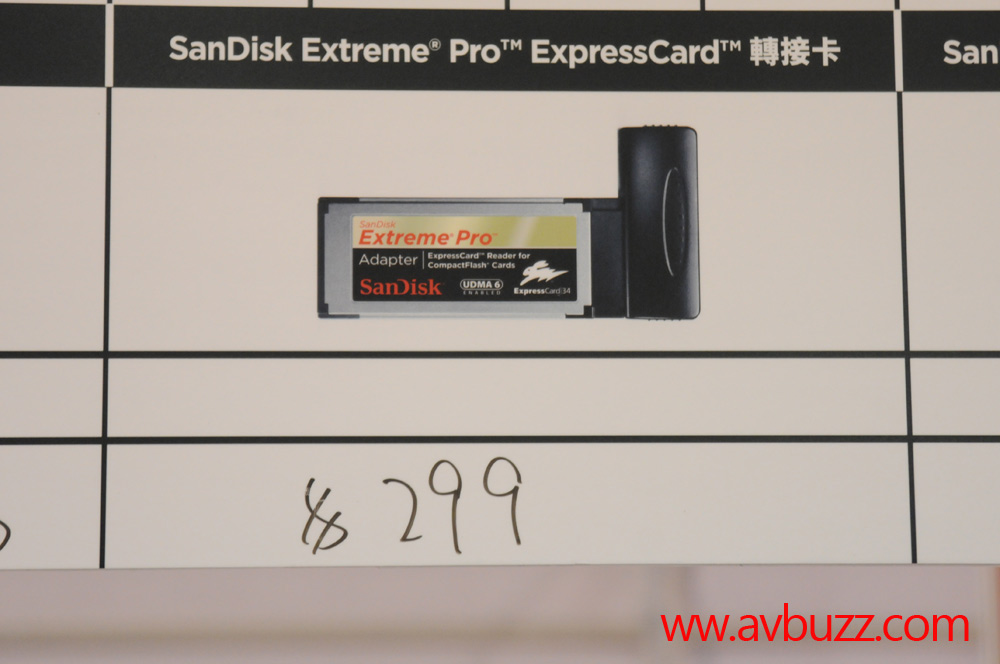 SanDisk Extreme® Pro™ ExpressCard™ 轉接卡
San
SanDisk
Extreme® Pro™
Adapter
ExpressCard™ Reader for
CompactFlash® Cards
SanDisk
UDMA 6
ENABLED
ExpressCard|34
$ 299
www.avbuzz.com